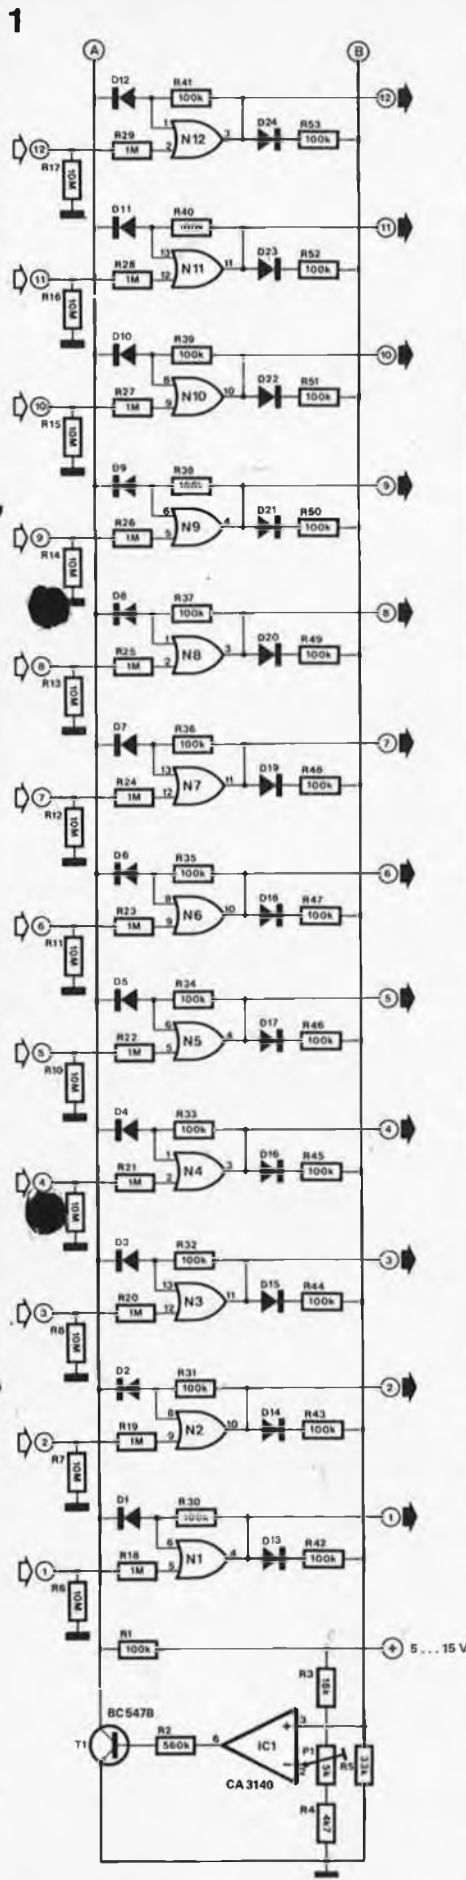 1
A B
D12 R41 100k 12
12 R29 1M 1 2 N12 3 D24 R53 100k
R17 10M
D11 R40 100k 11
11 R28 1M 13 12 N11 11 D23 R52 100k
R16 10M
D10 R39 100k 10
10 R27 1M 8 9 N10 10 D22 R51 100k
R15 10M
D9 R38 100k 9
9 R26 1M 6 5 N9 4 D21 R50 100k
R14 10M
D8 R37 100k 8
8 R25 1M 1 2 N8 3 D20 R49 100k
R13 10M
D7 R36 100k 7
7 R24 1M 13 12 N7 11 D19 R48 100k
R12 10M
D6 R35 100k 6
6 R23 1M 8 9 N6 10 D18 R47 100k
R11 10M
D5 R34 100k 5
5 R22 1M 6 5 N5 4 D17 R46 100k
R10 10M
D4 R33 100k 4
4 R21 1M 1 2 N4 3 D16 R45 100k
10M
D3 R32 100k 3
3 R20 1M 13 12 N3 11 D15 R44 100k
R8 10M
D2 R31 100k 2
2 R19 1M 8 9 N2 10 D14 R43 100k
R7 10M
D1 R30 100k 1
1 R18 1M 6 5 N1 4 D13 R42 100k
R6 10M
R1 100k + 5...15 V
R3 18k
BC547B
T1 R2 560k 6 IC1 + 3 − 2 P1 5k R5 33k
CA 3140
R4 4k7